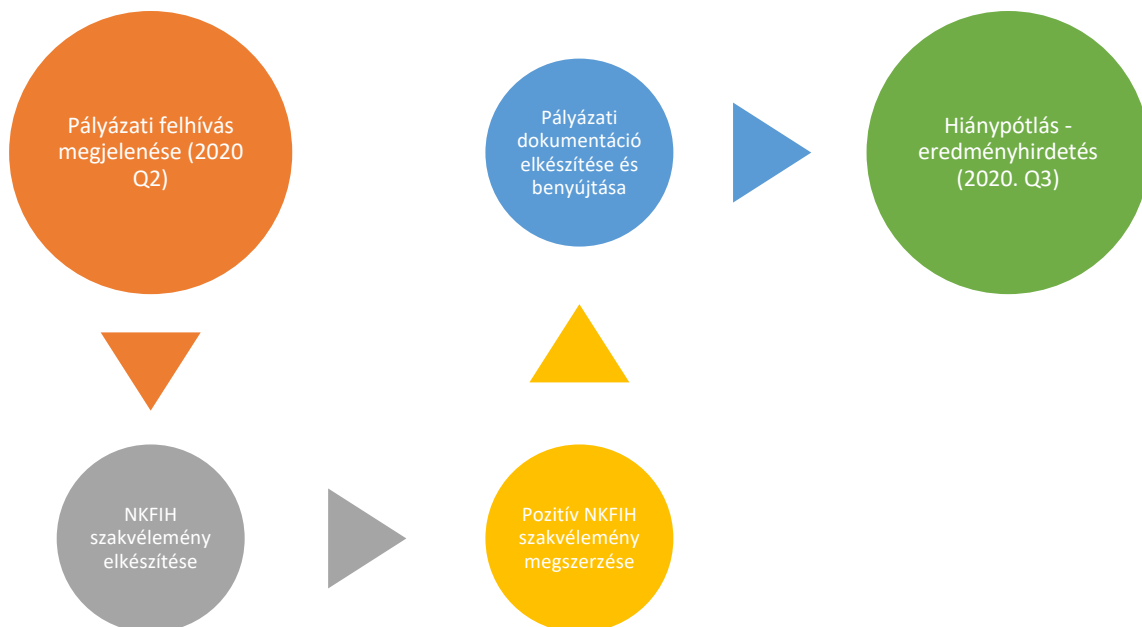 Pályázati felhívás
megjelenése (2020
Q2)
NKFIH
szakvélemény
elkészítése
Pozitív NKFIH
szakvélemény
megszerzése
Pályázati
dokumentáció
elkészítése és
benyújtása
Hiánypótlás -
eredményhirdetés
(2020. Q3)